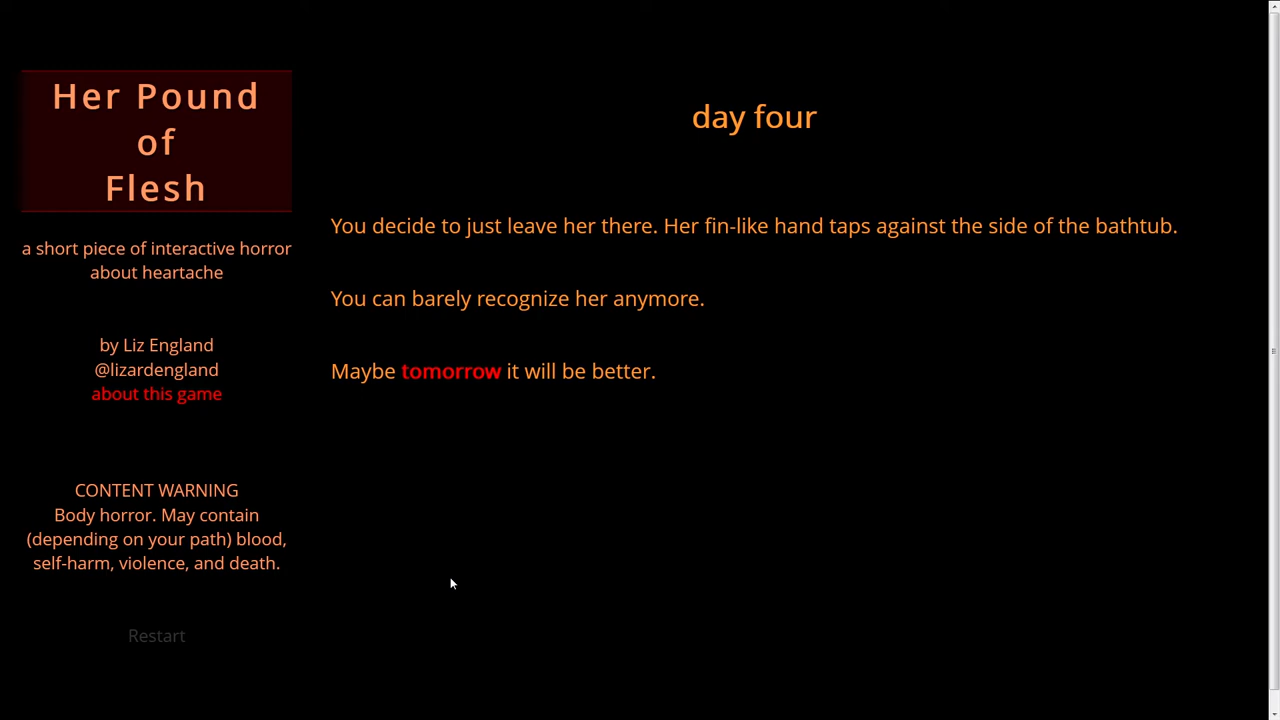 Her Pound
of
Flesh
a short piece of interactive horror
about heartache
by Liz England
@lizardengland
about this game
CONTENT WARNING
Body horror. May contain
(depending on your path) blood,
self-harm, violence, and death.
Restart
day four
You decide to just leave her there. Her fin-like hand taps against the side of the bathtub.
You can barely recognize her anymore.
Maybe tomorrow it will be better.